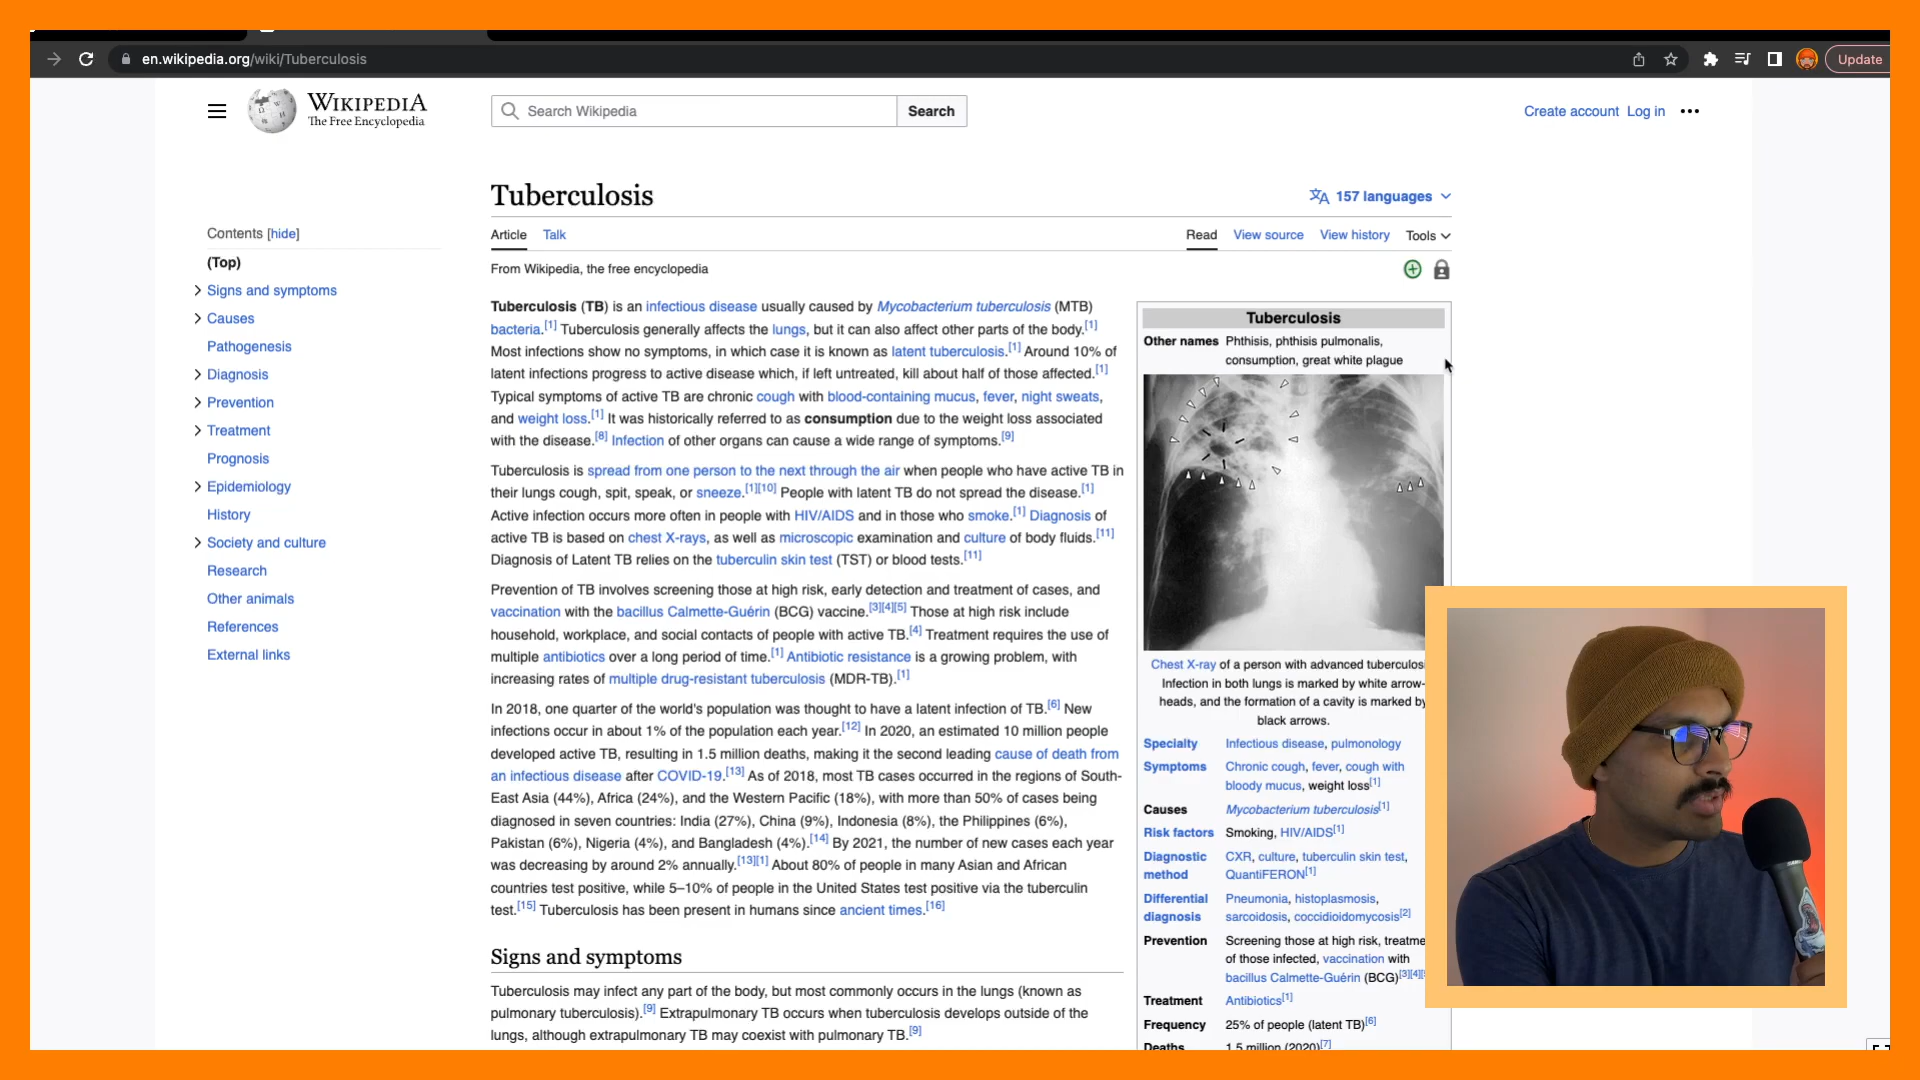 en.wikipedia.org/wiki/Tuberculosis
Update
WIKIPEDIA
The Free Encyclopedia
Search Wikipedia
Search
Create account Log in
Tuberculosis
157 languages
Article Talk
Read View source View history Tools
From Wikipedia, the free encyclopedia
Contents [hide]
(Top)
Signs and symptoms
Causes
Pathogenesis
Diagnosis
Prevention
Treatment
Prognosis
Epidemiology
History
Society and culture
Research
Other animals
References
External links
Tuberculosis (TB) is an infectious disease usually caused by Mycobacterium tuberculosis (MTB)
bacteria.[1] Tuberculosis generally affects the lungs, but it can also affect other parts of the body.[1]
Most infections show no symptoms, in which case it is known as latent tuberculosis.[1] Around 10% of
latent infections progress to active disease which, if left untreated, kill about half of those affected.[1]
Typical symptoms of active TB are chronic cough with blood-containing mucus, fever, night sweats,
and weight loss.[1] It was historically referred to as consumption due to the weight loss associated
with the disease.[8] Infection of other organs can cause a wide range of symptoms.[9]
Tuberculosis is spread from one person to the next through the air when people who have active TB in
their lungs cough, spit, speak, or sneeze.[1][10] People with latent TB do not spread the disease.[1]
Active infection occurs more often in people with HIV/AIDS and in those who smoke.[1] Diagnosis of
active TB is based on chest X-rays, as well as microscopic examination and culture of body fluids.[11]
Diagnosis of Latent TB relies on the tuberculin skin test (TST) or blood tests.[11]
Prevention of TB involves screening those at high risk, early detection and treatment of cases, and
vaccination with the bacillus Calmette-Guérin (BCG) vaccine.[3][4][5] Those at high risk include
household, workplace, and social contacts of people with active TB.[4] Treatment requires the use of
multiple antibiotics over a long period of time.[1] Antibiotic resistance is a growing problem, with
increasing rates of multiple drug-resistant tuberculosis (MDR-TB).[1]
In 2018, one quarter of the world's population was thought to have a latent infection of TB.[6] New
infections occur in about 1% of the population each year.[12] In 2020, an estimated 10 million people
developed active TB, resulting in 1.5 million deaths, making it the second leading cause of death from
an infectious disease after COVID-19.[13] As of 2018, most TB cases occurred in the regions of South-
East Asia (44%), Africa (24%), and the Western Pacific (18%), with more than 50% of cases being
diagnosed in seven countries: India (27%), China (9%), Indonesia (8%), the Philippines (6%),
Pakistan (6%), Nigeria (4%), and Bangladesh (4%).[14] By 2021, the number of new cases each year
was decreasing by around 2% annually.[13][1] About 80% of people in many Asian and African
countries test positive, while 5–10% of people in the United States test positive via the tuberculin
test.[15] Tuberculosis has been present in humans since ancient times.[16]
Signs and symptoms
Tuberculosis may infect any part of the body, but most commonly occurs in the lungs (known as
pulmonary tuberculosis).[9] Extrapulmonary TB occurs when tuberculosis develops outside of the
lungs, although extrapulmonary TB may coexist with pulmonary TB.[9]
Tuberculosis
Other names Phthisis, phthisis pulmonalis,
consumption, great white plague
Chest X-ray of a person with advanced tuberculos
Infection in both lungs is marked by white arrow-
heads, and the formation of a cavity is marked by
black arrows.
Specialty Infectious disease, pulmonology
Symptoms Chronic cough, fever, cough with
bloody mucus, weight loss[1]
Causes Mycobacterium tuberculosis[1]
Risk factors Smoking, HIV/AIDS[1]
Diagnostic CXR, culture, tuberculin skin test,
method QuantiFERON[1]
Differential Pneumonia, histoplasmosis,
diagnosis sarcoidosis, coccidioidomycosis[2]
Prevention Screening those at high risk, treatme
of those infected, vaccination with
bacillus Calmette-Guérin (BCG)[3][4]
Treatment Antibiotics[1]
Frequency 25% of people (latent TB)[6]
Deaths 1.5 million (2020)[7]